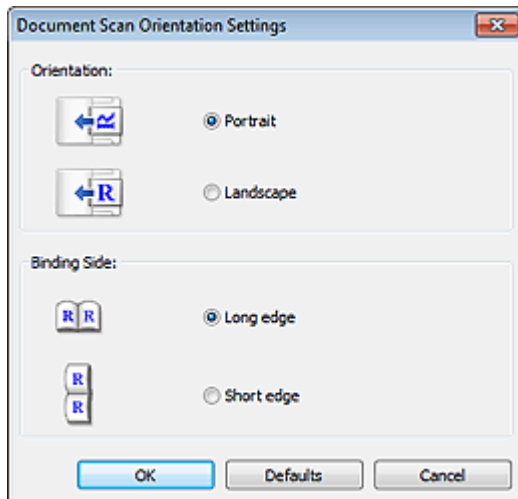 Document Scan Orientation Settings
Orientation:
R
Portrait
R
Landscape
Binding Side:
R R
Long edge
R
R
Short edge
OK Defaults Cancel